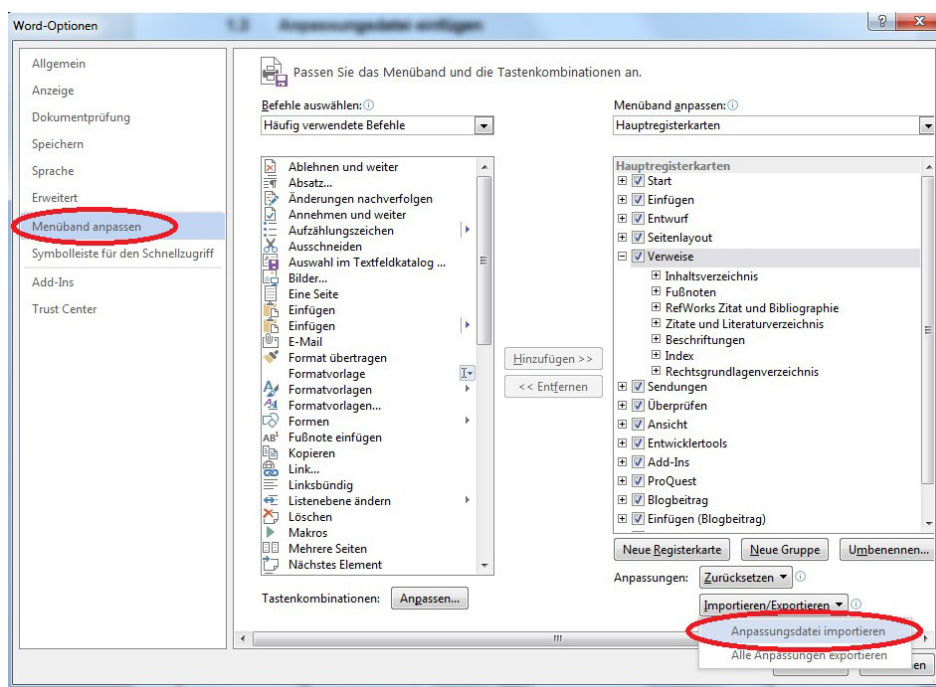 Word-Optionen
1.3 Anpassungsdatei einfügen
Allgemein
Anzeige
Dokumentprüfung
Speichern
Sprache
Erweitert
Menüband anpassen
Symbolleiste für den Schnellzugriff
Add-Ins
Trust Center
Passen Sie das Menüband und die Tastenkombinationen an.
Befehle auswählen:
Häufig verwendete Befehle
Ablehnen und weiter
Absatz...
Änderungen nachverfolgen
Annehmen und weiter
Aufzählungszeichen
Ausschneiden
Auswahl im Textfeldkatalog ...
Bilder...
Eine Seite
Einfügen
Einfügen
E-Mail
Format übertragen
Formatvorlage
Formatvorlagen
Formatvorlagen...
Formen
Fußnote einfügen
Kopieren
Link...
Linksbündig
Listenebene ändern
Löschen
Makros
Mehrere Seiten
Nächstes Element
Tastenkombinationen: Anpassen...
Hinzufügen >>
<< Entfernen
Menüband anpassen:
Hauptregisterkarten
Hauptregisterkarten
Start
Einfügen
Entwurf
Seitenlayout
Verweise
Inhaltsverzeichnis
Fußnoten
RefWorks Zitat und Bibliographie
Zitate und Literaturverzeichnis
Beschriftungen
Index
Rechtsgrundlagenverzeichnis
Sendungen
Überprüfen
Ansicht
Entwicklertools
Add-Ins
ProQuest
Blogbeitrag
Einfügen (Blogbeitrag)
Neue Registerkarte Neue Gruppe Umbenennen...
Anpassungen: Zurücksetzen
Importieren/Exportieren
Anpassungsdatei importieren
Alle Anpassungen exportieren
en